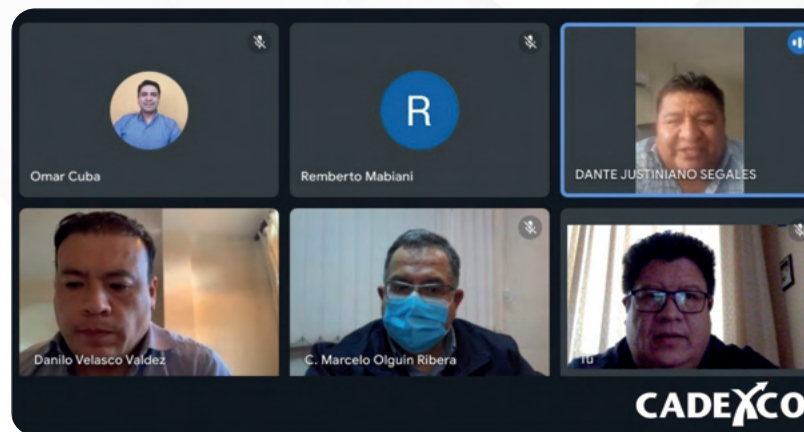 R
Omar Cuba
Remberto Mabiani
DANTE JUSTINIANO SEGALES
Danilo Velasco Valdez
C. Marcelo Olguin Ribera
Tú
CADEXCO